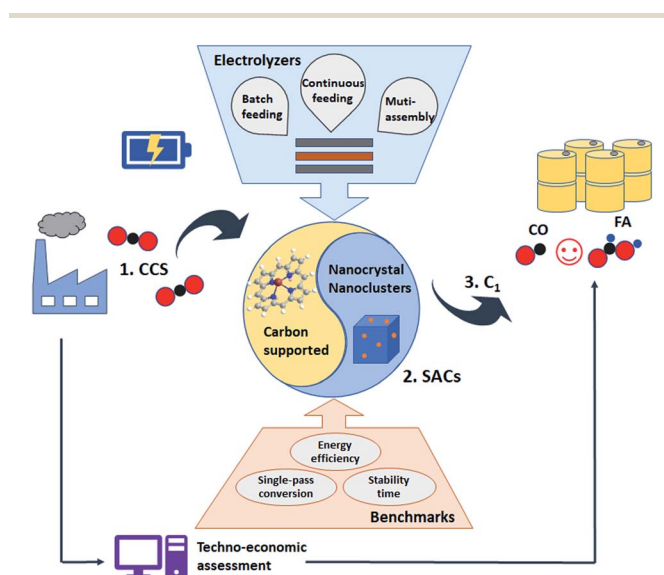 Electrolyzers
Batch
feeding
Continuous
feeding
Muti-
assembly
1. CCS
CO
FA
Nanocrystal
Nanoclusters
Carbon
supported
2. SACs
3. C₁
Energy
efficiency
Single-pass
conversion
Stability
time
Benchmarks
Techno-economic
assessment